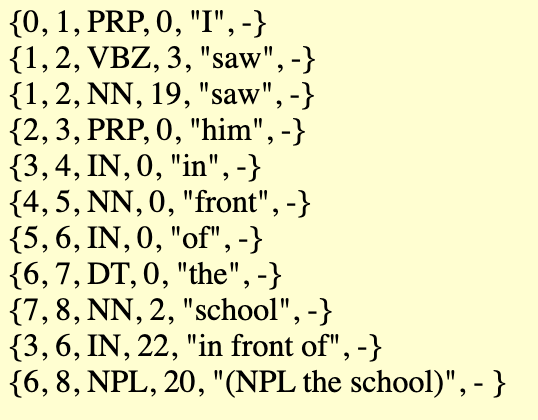 {0, 1, PRP, 0, "I", -}
{1, 2, VBZ, 3, "saw", -}
{1, 2, NN, 19, "saw", -}
{2, 3, PRP, 0, "him", -}
{3, 4, IN, 0, "in", -}
{4, 5, NN, 0, "front", -}
{5, 6, IN, 0, "of", -}
{6, 7, DT, 0, "the", -}
{7, 8, NN, 2, "school", -}
{3, 6, IN, 22, "in front of", -}
{6, 8, NPL, 20, "(NPL the school)", - }